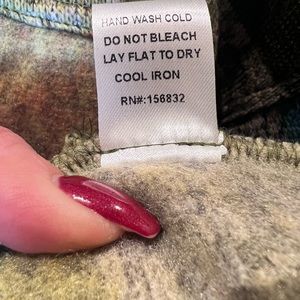 HAND WASH COLD
DO NOT BLEACH
LAY FLAT TO DRY
COOL IRON
RN#:156832